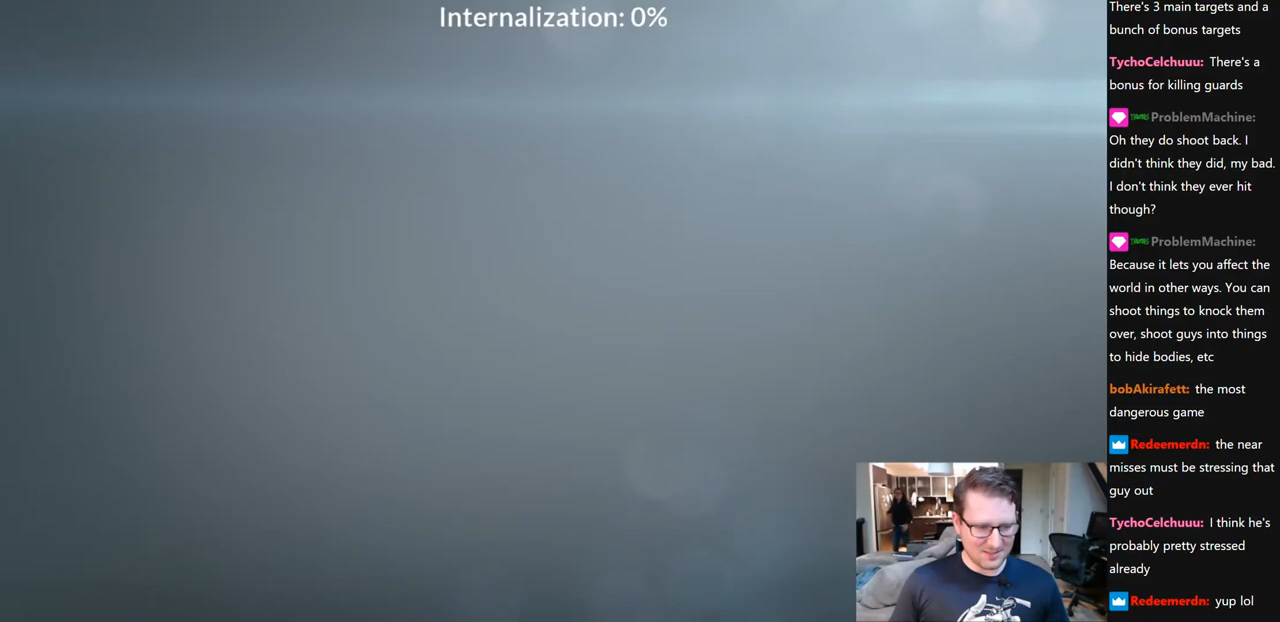 Internalization: 0%
There's 3 main targets and a
bunch of bonus targets
TychoCelchuuu: There's a
bonus for killing guards
ProblemMachine:
Oh they do shoot back. I
didn't think they did, my bad.
I don't think they ever hit
though?
ProblemMachine:
Because it lets you affect the
world in other ways. You can
shoot things to knock them
over, shoot guys into things
to hide bodies, etc
bobAkirafett: the most
dangerous game
Redeemerdn: the near
misses must be stressing that
guy out
TychoCelchuuu: I think he's
probably pretty stressed
already
Redeemerdn: yup lol